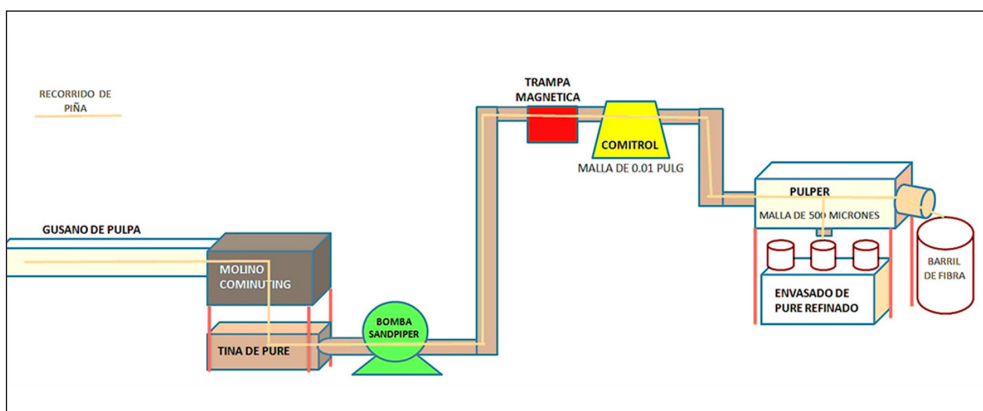 RECORRIDO DE
PIÑA
TRAMPA
MAGNETICA
COMITROL
MALLA DE 0.01 PULG
PULPER
MALLA DE 500 MICRONES
GUSANO DE PULPA
MOLINO
COMINUTING
BARRIL
DE FIBRA
ENVASADO DE
PURE REFINADO
BOMBA
SANDPIPER
TINA DE PURE